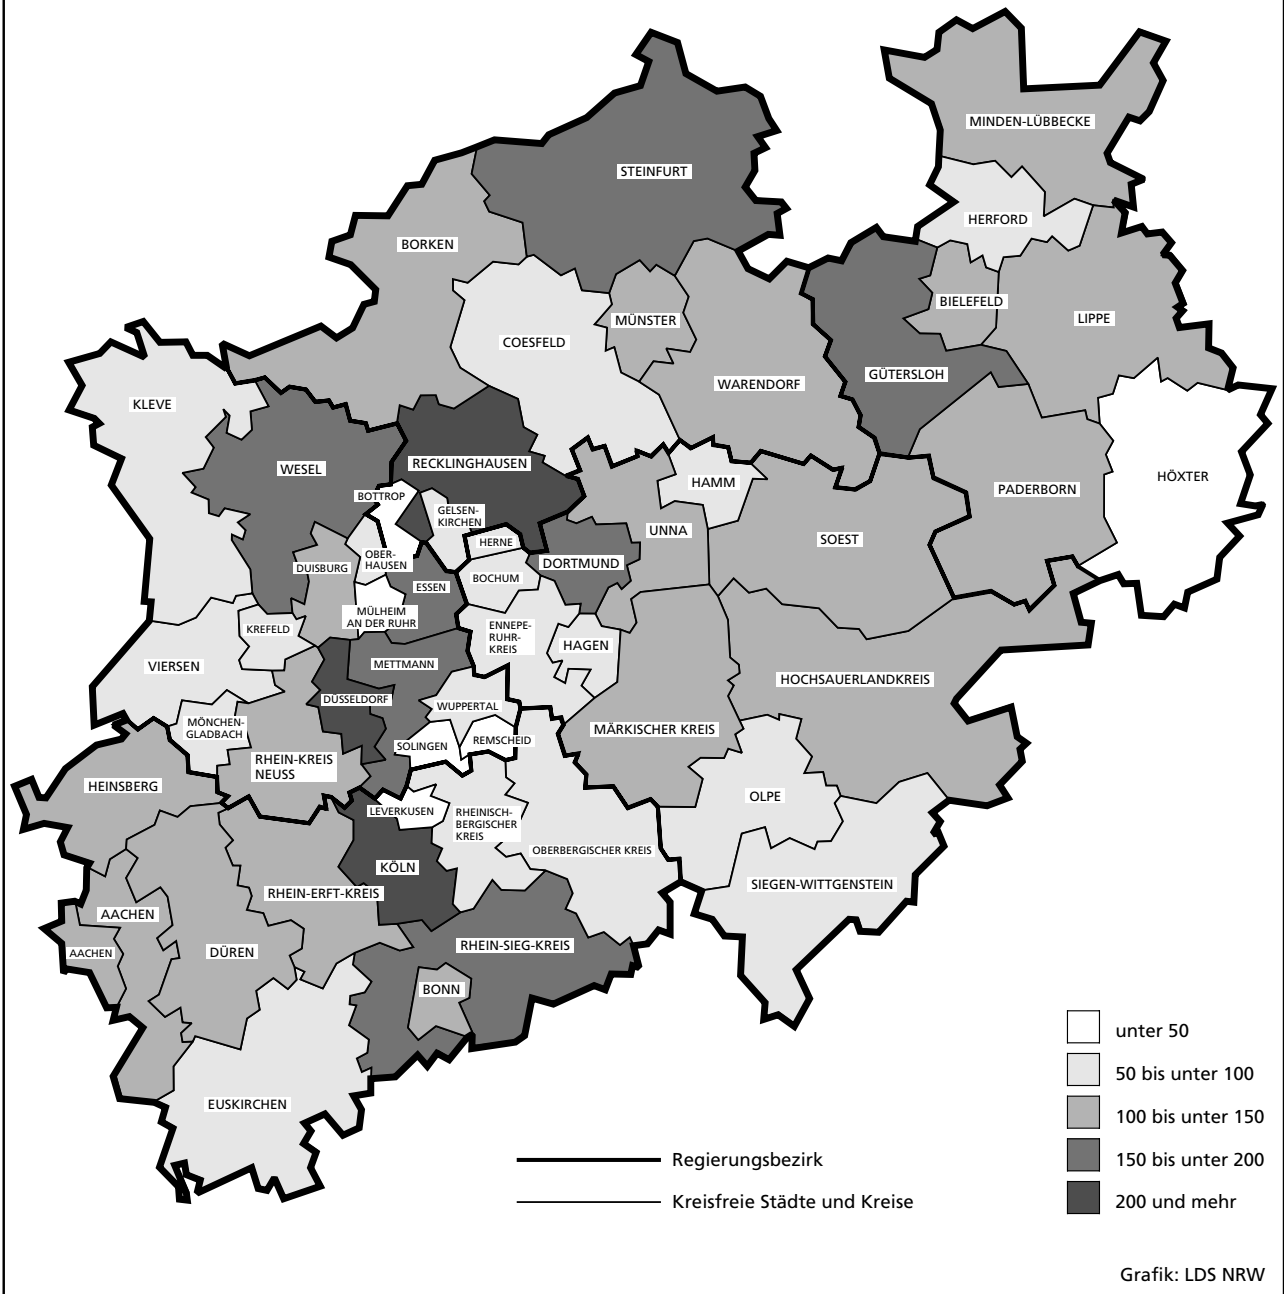 MINDEN-LÜBBECKE
STEINFURT
HERFORD
BORKEN
BIELEFELD
LIPPE
MÜNSTER
COESFELD
GÜTERSLOH
WARENDORF
KLEVE
WESEL
RECKLINGHAUSEN
HÖXTER
HAMM
PADERBORN
BOTTROP
GELSEN-
KIRCHEN
UNNA
SOEST
HERNE
OBER-
HAUSEN
DUISBURG
DORTMUND
BOCHUM
ESSEN
MÜLHEIM
AN DER RUHR
KREFELD
ENNEPE-
RUHR-
KREIS
HAGEN
VIERSEN
METTMANN
HOCHSAUERLANDKREIS
DÜSSELDORF
WUPPERTAL
MÖNCHEN-
GLADBACH
MÄRKISCHER KREIS
SOLINGEN
REMSCHEID
RHEIN-KREIS
NEUSS
HEINSBERG
OLPE
LEVERKUSEN
RHEINISCH-
BERGISCHER
KREIS
OBERBERGISCHER KREIS
KÖLN
SIEGEN-WITTGENSTEIN
RHEIN-ERFT-KREIS
AACHEN
RHEIN-SIEG-KREIS
AACHEN
DÜREN
BONN
EUSKIRCHEN
unter 50
50 bis unter 100
100 bis unter 150
150 bis unter 200
200 und mehr
Regierungsbezirk
Kreisfreie Städte und Kreise
Grafik: LDS NRW